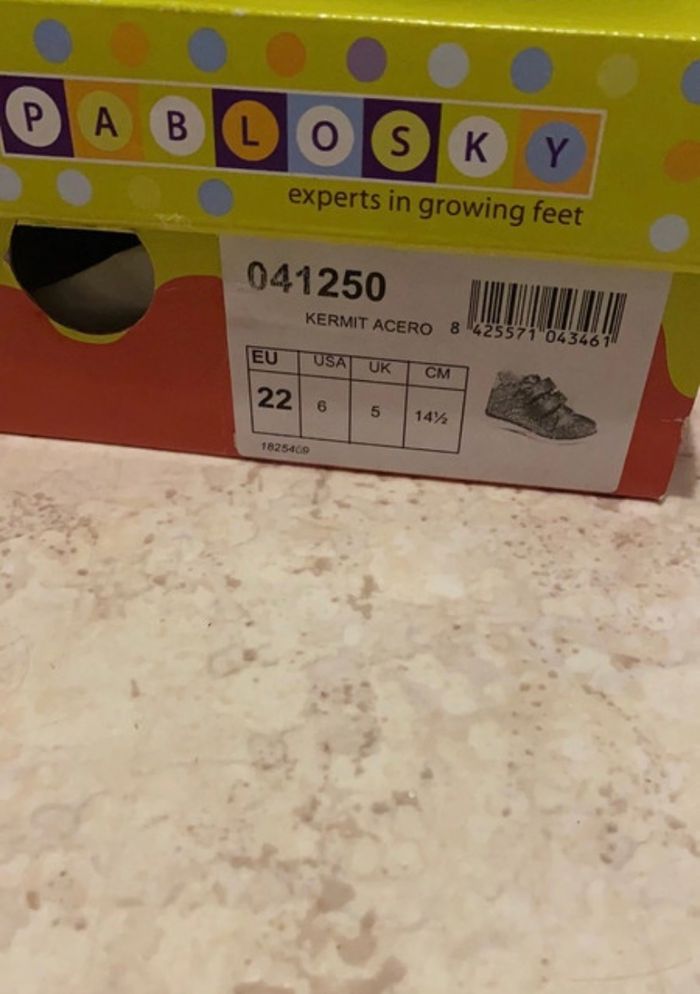 PABLOSKY
experts in growing feet
041250
KERMIT ACERO
8 425571 043461
EU USA UK CM
22 6 5 14½
1825409